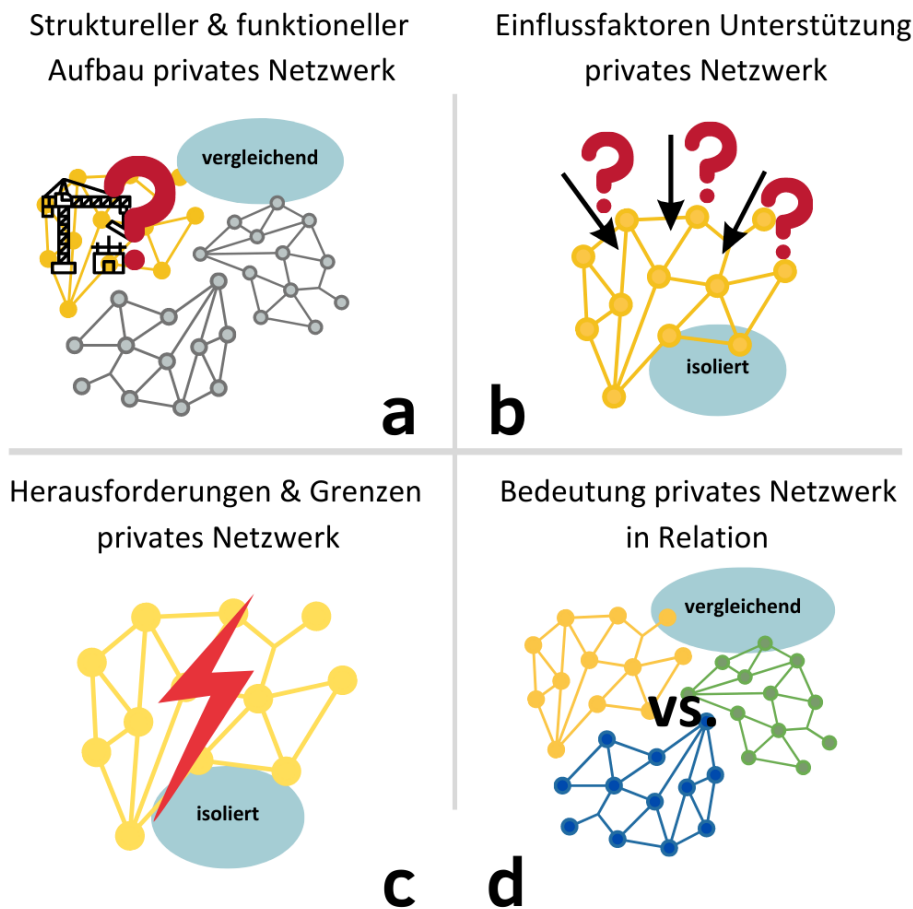 Struktureller & funktioneller
Aufbau privates Netzwerk
vergleichend
a
Einflussfaktoren Unterstützung
privates Netzwerk
? ? ?
isoliert
b
Herausforderungen & Grenzen
privates Netzwerk
isoliert
c
Bedeutung privates Netzwerk
in Relation
vergleichend
vs.
d